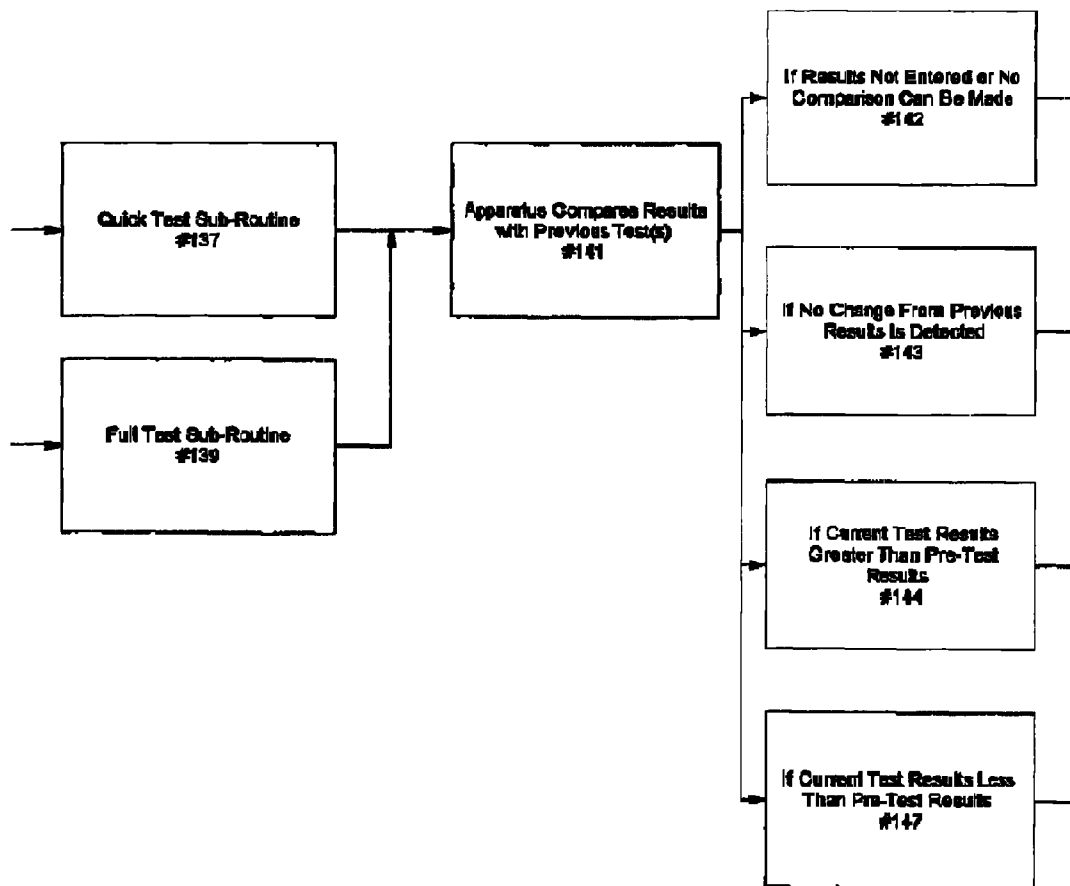 Quick Test Sub-Routine
#137
Full Test Sub-Routine
#139
Apparatus Compares Results
with Previous Test(s)
#141
If Results Not Entered or No
Comparison Can Be Made
#142
If No Change From Previous
Results Is Detected
#143
If Current Test Results
Greater Than Pre-Test
Results
#144
If Current Test Results Less
Than Pre-Test Results
#147